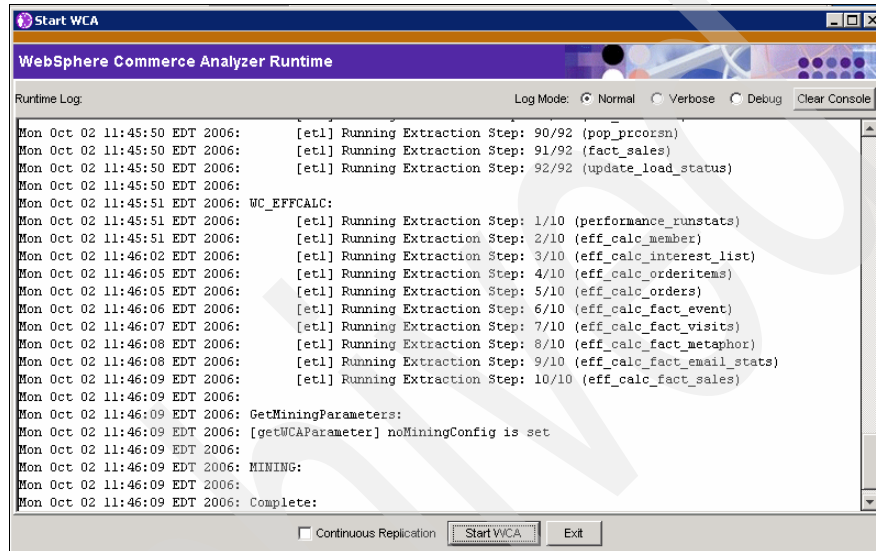 Start WCA
WebSphere Commerce Analyzer Runtime
Runtime Log: Log Mode: Normal Verbose Debug Clear Console
Mon Oct 02 11:45:50 EDT 2006: [etl] Running Extraction Step: 90/92 (pop_prcorsn)
Mon Oct 02 11:45:50 EDT 2006: [etl] Running Extraction Step: 91/92 (fact_sales)
Mon Oct 02 11:45:50 EDT 2006: [etl] Running Extraction Step: 92/92 (update_load_status)
Mon Oct 02 11:45:50 EDT 2006:
Mon Oct 02 11:45:51 EDT 2006: WC_EFFCALC:
Mon Oct 02 11:45:51 EDT 2006: [etl] Running Extraction Step: 1/10 (performance_runstats)
Mon Oct 02 11:45:51 EDT 2006: [etl] Running Extraction Step: 2/10 (eff_calc_member)
Mon Oct 02 11:46:02 EDT 2006: [etl] Running Extraction Step: 3/10 (eff_calc_interest_list)
Mon Oct 02 11:46:05 EDT 2006: [etl] Running Extraction Step: 4/10 (eff_calc_orderitems)
Mon Oct 02 11:46:05 EDT 2006: [etl] Running Extraction Step: 5/10 (eff_calc_orders)
Mon Oct 02 11:46:06 EDT 2006: [etl] Running Extraction Step: 6/10 (eff_calc_fact_event)
Mon Oct 02 11:46:07 EDT 2006: [etl] Running Extraction Step: 7/10 (eff_calc_fact_visits)
Mon Oct 02 11:46:08 EDT 2006: [etl] Running Extraction Step: 8/10 (eff_calc_fact_metaphor)
Mon Oct 02 11:46:08 EDT 2006: [etl] Running Extraction Step: 9/10 (eff_calc_fact_email_stats)
Mon Oct 02 11:46:09 EDT 2006: [etl] Running Extraction Step: 10/10 (eff_calc_fact_sales)
Mon Oct 02 11:46:09 EDT 2006:
Mon Oct 02 11:46:09 EDT 2006: GetMiningParameters:
Mon Oct 02 11:46:09 EDT 2006: [getWCAParameter] noMiningConfig is set
Mon Oct 02 11:46:09 EDT 2006:
Mon Oct 02 11:46:09 EDT 2006: MINING:
Mon Oct 02 11:46:09 EDT 2006:
Mon Oct 02 11:46:09 EDT 2006: Complete:
Continuous Replication Start WCA Exit